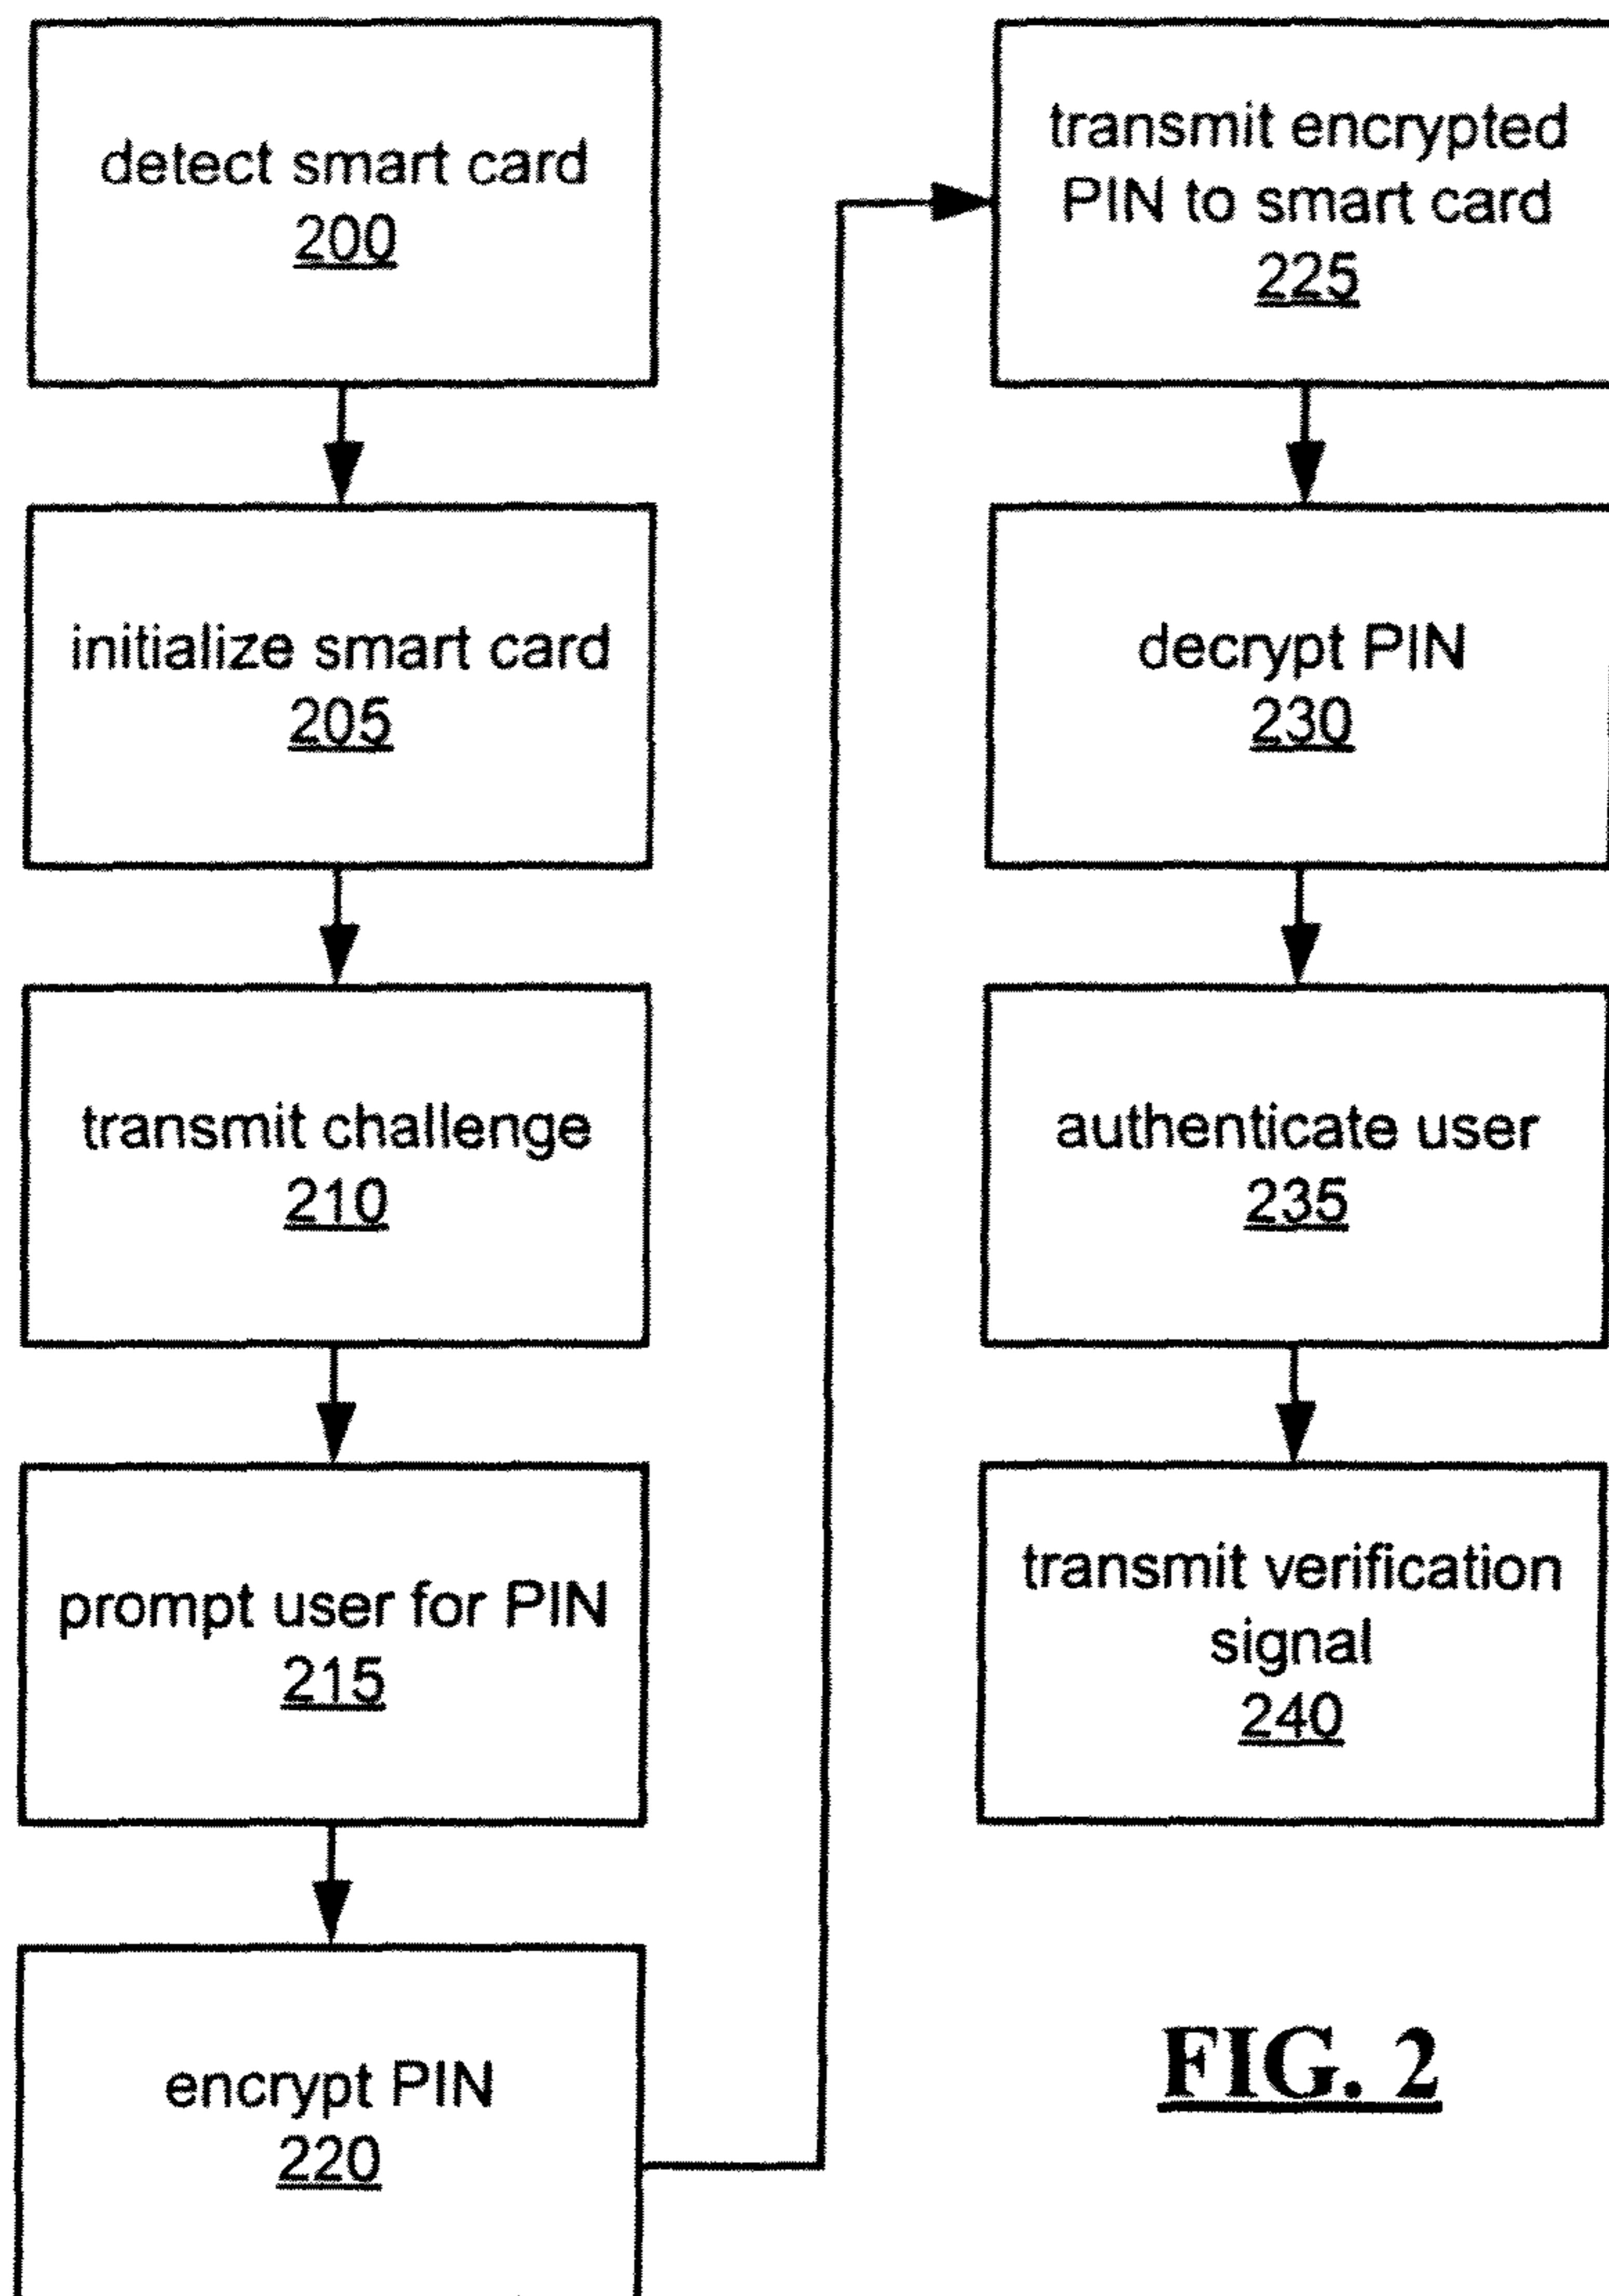 detect smart card
200
initialize smart card
205
transmit challenge
210
prompt user for PIN
215
encrypt PIN
220
transmit encrypted
PIN to smart card
225
decrypt PIN
230
authenticate user
235
transmit verification
signal
240
FIG. 2